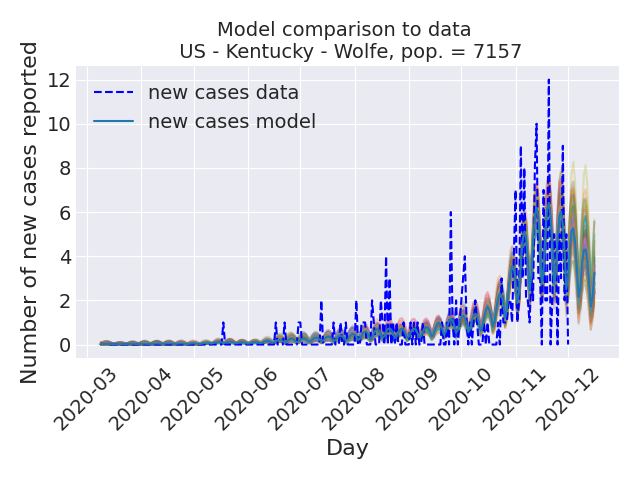 Model comparison to data
US - Kentucky - Wolfe, pop. = 7157
Number of new cases reported
12
10
8
6
4
2
0
new cases data
new cases model
2020-03
2020-04
2020-05
2020-06
2020-07
2020-08
2020-09
2020-10
2020-11
2020-12
Day